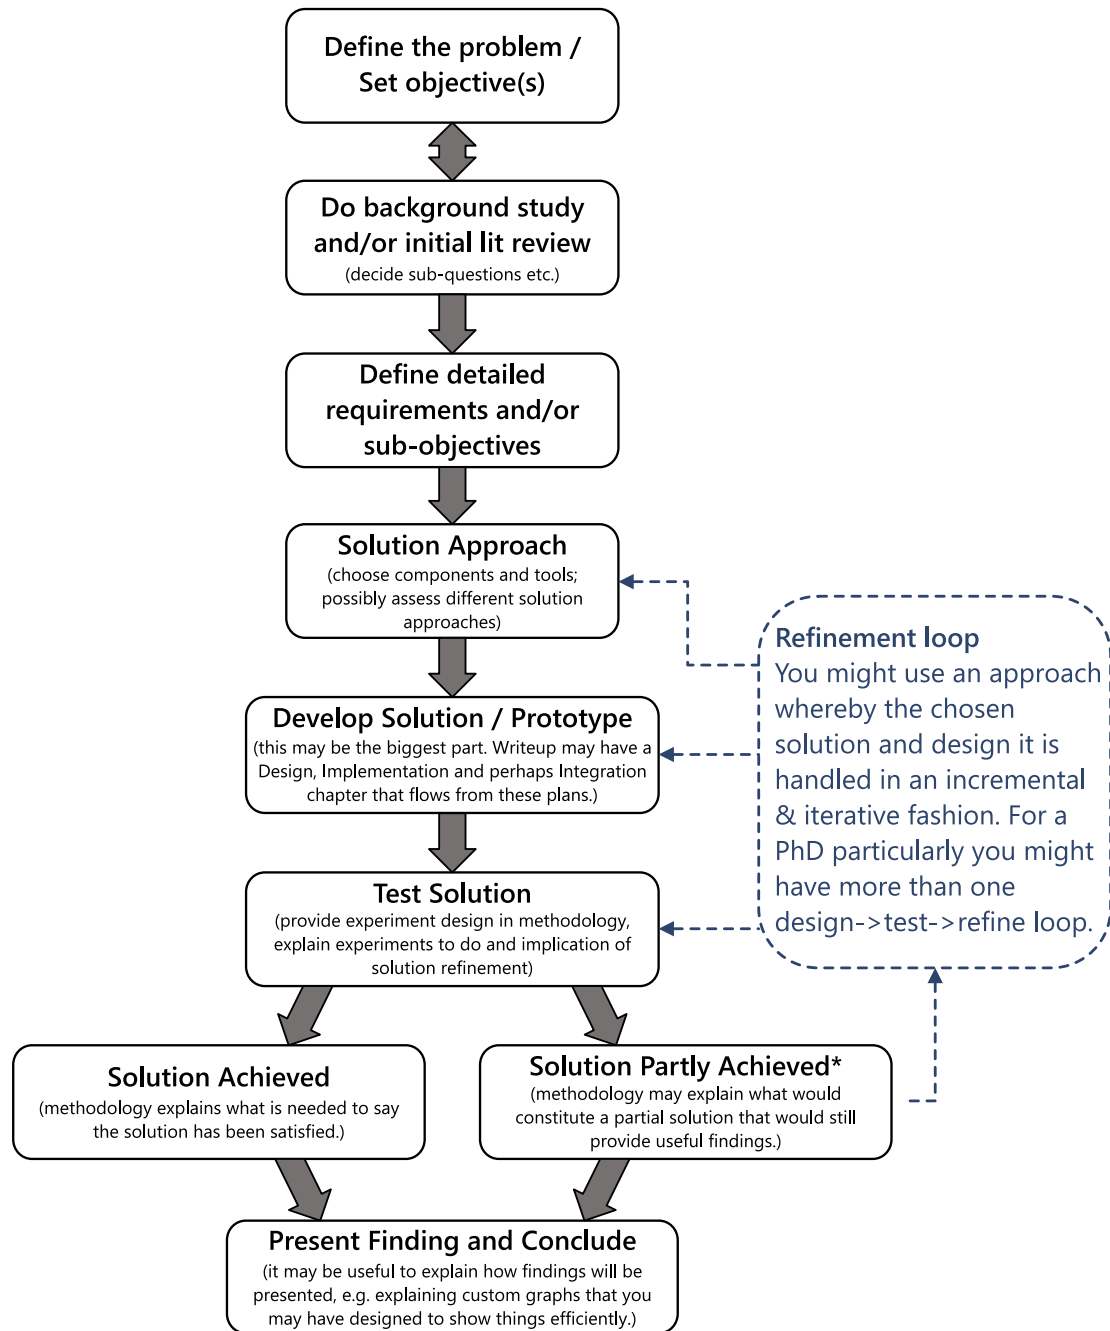 Define the problem /
Set objective(s)
Do background study
and/or initial lit review
(decide sub-questions etc.)
Define detailed
requirements and/or
sub-objectives
Solution Approach
(choose components and tools;
possibly assess different solution
approaches)
Develop Solution / Prototype
(this may be the biggest part. Writeup may have a
Design, Implementation and perhaps Integration
chapter that flows from these plans.)
Refinement loop
You might use an approach
whereby the chosen
solution and design it is
handled in an incremental
& iterative fashion. For a
PhD particularly you might
have more than one
design->test->refine loop.
Test Solution
(provide experiment design in methodology,
explain experiments to do and implication of
solution refinement)
Solution Achieved
(methodology explains what is needed to say
the solution has been satisfied.)
Solution Partly Achieved*
(methodology may explain what would
constitute a partial solution that would still
provide useful findings.)
Present Finding and Conclude
(it may be useful to explain how findings will be
presented, e.g. explaining custom graphs that you
may have designed to show things efficiently.)